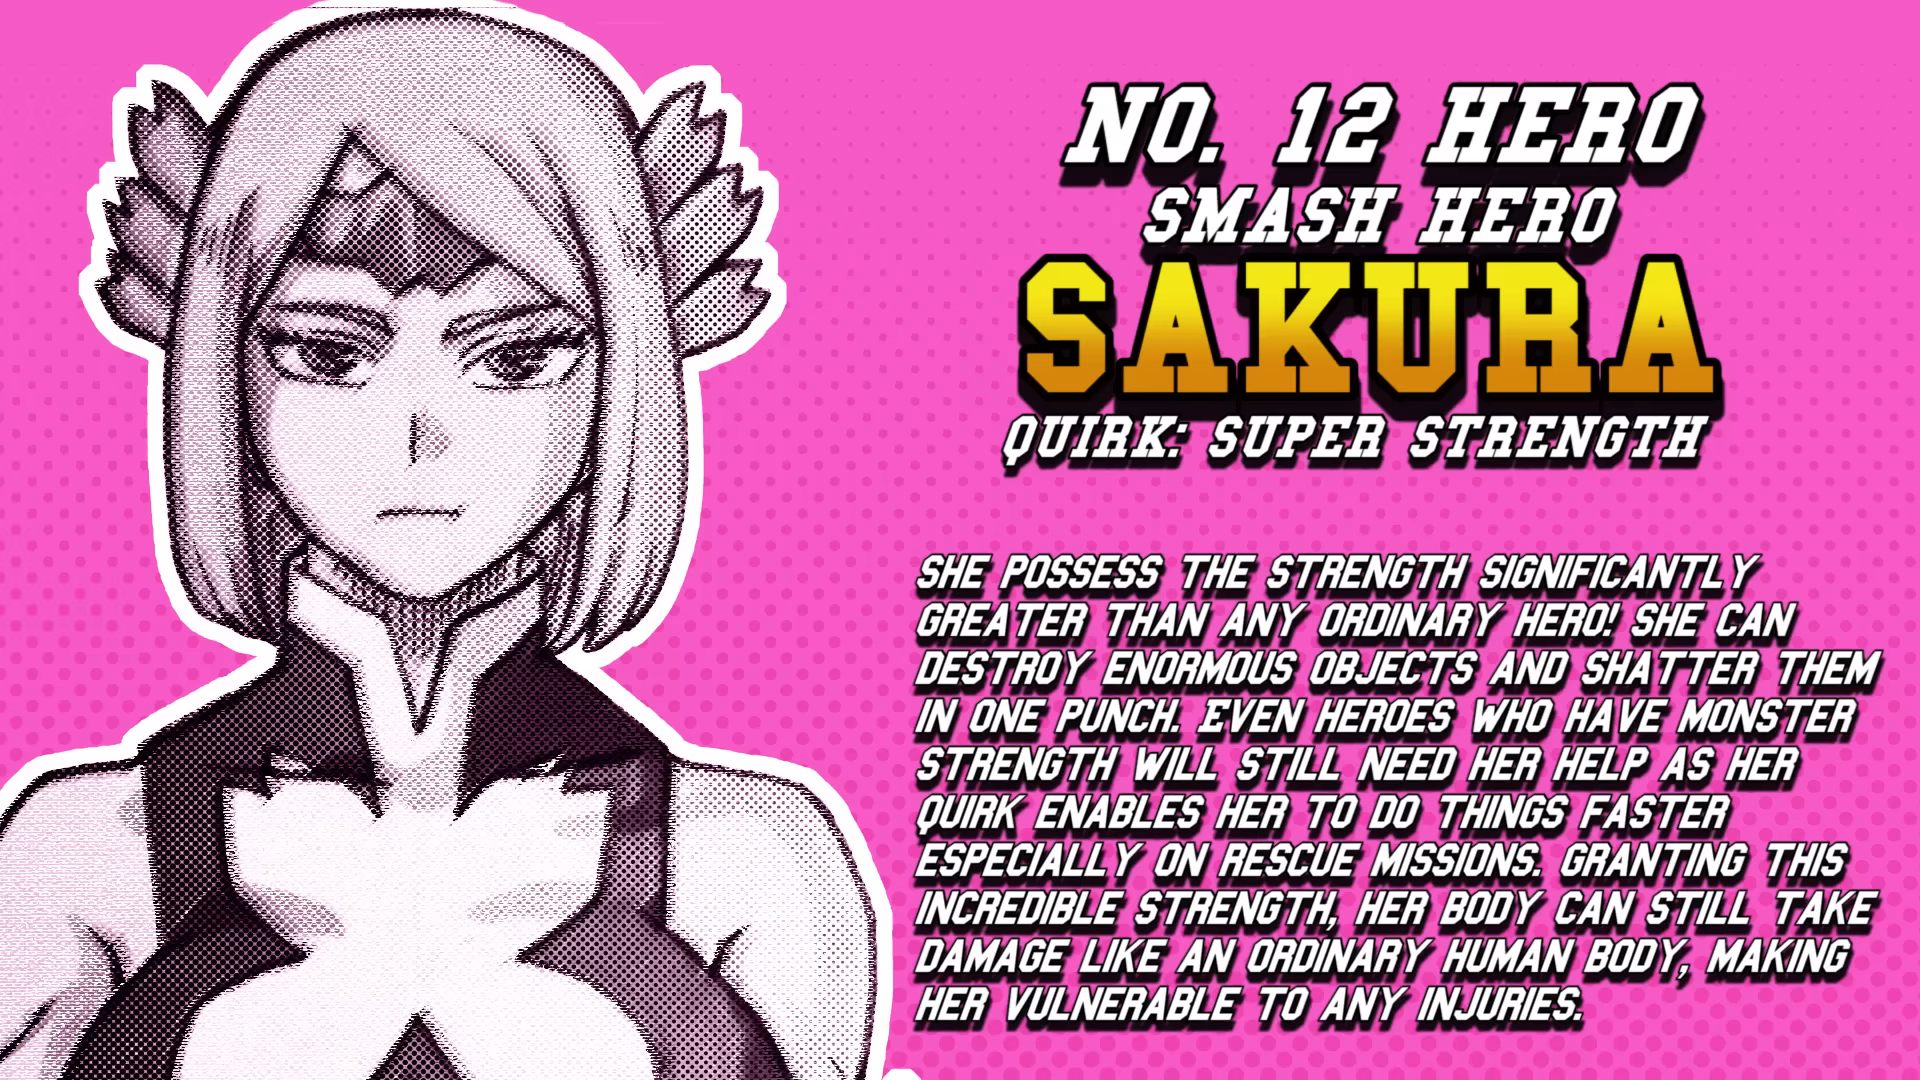 NO. 12 HERO
SMASH HERO
SAKURA
QUIRK: SUPER STRENGTH
SHE POSSESS THE STRENGTH SIGNIFICANTLY
GREATER THAN ANY ORDINARY HERO! SHE CAN
DESTROY ENORMOUS OBJECTS AND SHATTER THEM
IN ONE PUNCH. EVEN HEROES WHO HAVE MONSTER
STRENGTH WILL STILL NEED HER HELP AS HER
QUIRK ENABLES HER TO DO THINGS FASTER
ESPECIALLY ON RESCUE MISSIONS. GRANTING THIS
INCREDIBLE STRENGTH, HER BODY CAN STILL TAKE
DAMAGE LIKE AN ORDINARY HUMAN BODY, MAKING
HER VULNERABLE TO ANY INJURIES.